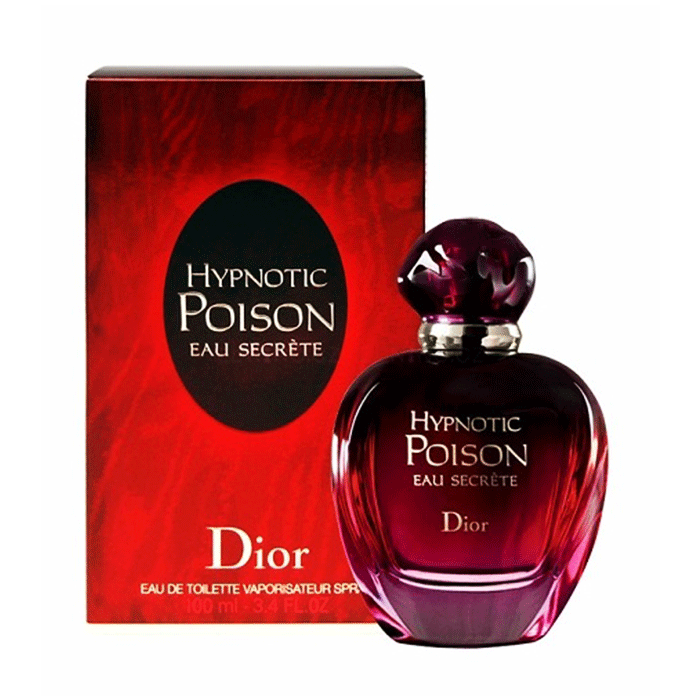 HYPNOTIC
POISON
EAU SECRÈTE
Dior
EAU DE TOILETTE VAPORISATEUR
100 ml - 3.4 FL.OZ
HYPNOTIC
POISON
EAU SECRÈTE
Dior